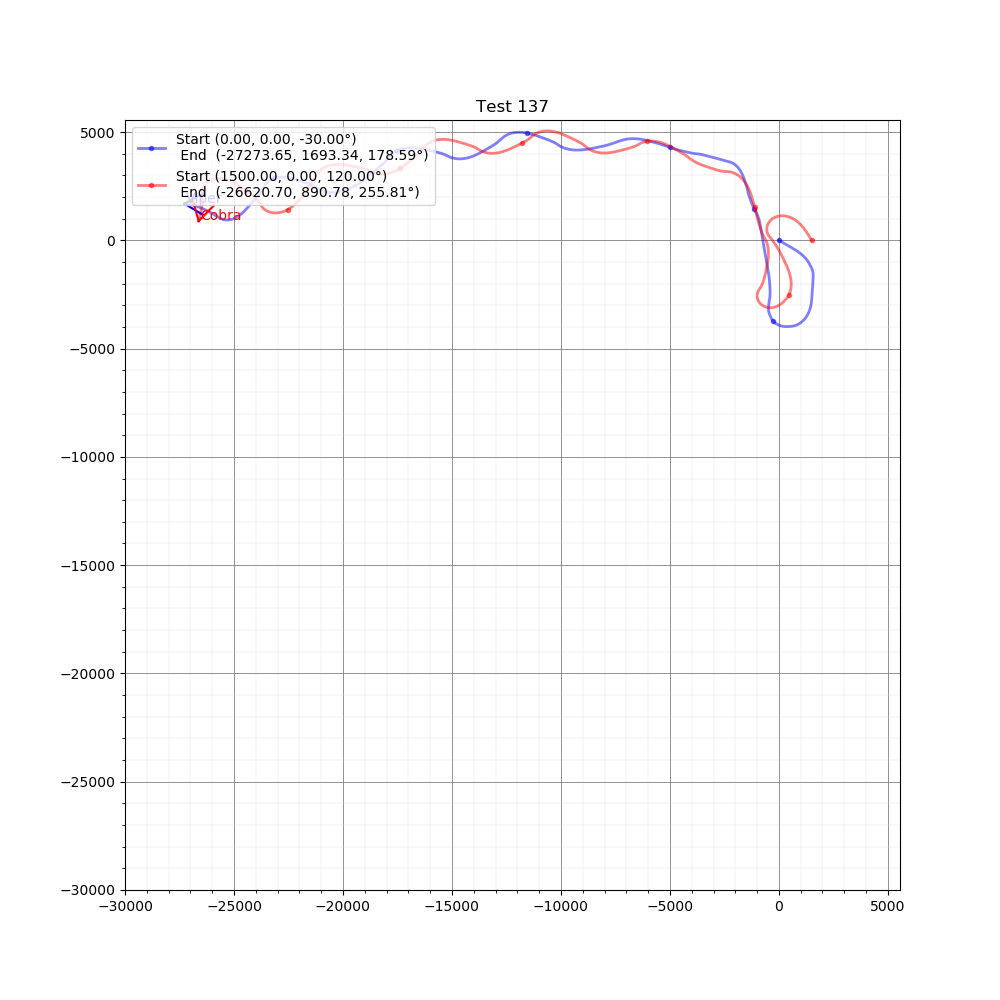 Test 137
Start (0.00, 0.00, -30.00°)
End (-27273.65, 1693.34, 178.59°)
Start (1500.00, 0.00, 120.00°)
End (-26620.70, 890.78, 255.81°)
Cobra
5000
0
−5000
−10000
−15000
−20000
−25000
−30000
−30000 −25000 −20000 −15000 −10000 −5000 0 5000